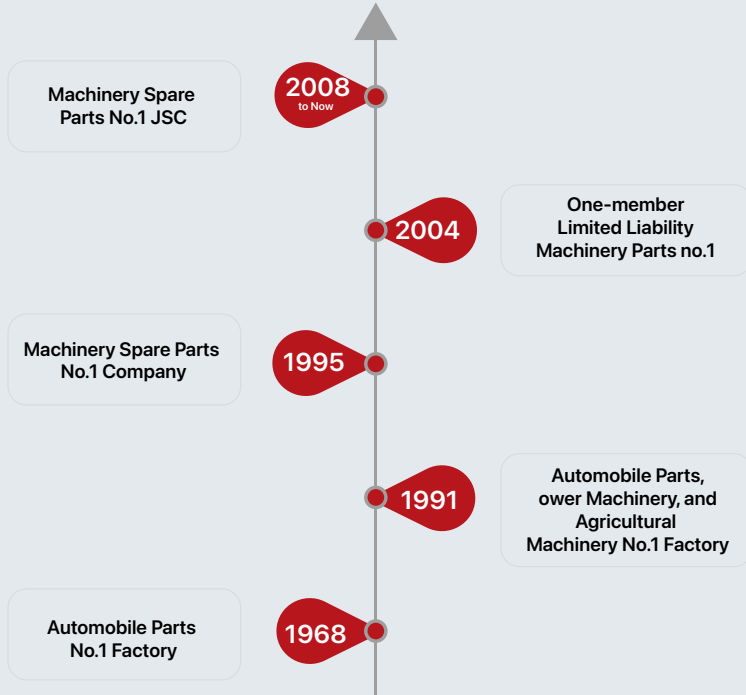 Machinery Spare
Parts No.1 JSC
2008
to Now
2004
One-member
Limited Liability
Machinery Parts no.1
Machinery Spare Parts
No.1 Company
1995
1991
Automobile Parts,
ower Machinery, and
Agricultural
Machinery No.1 Factory
Automobile Parts
No.1 Factory
1968